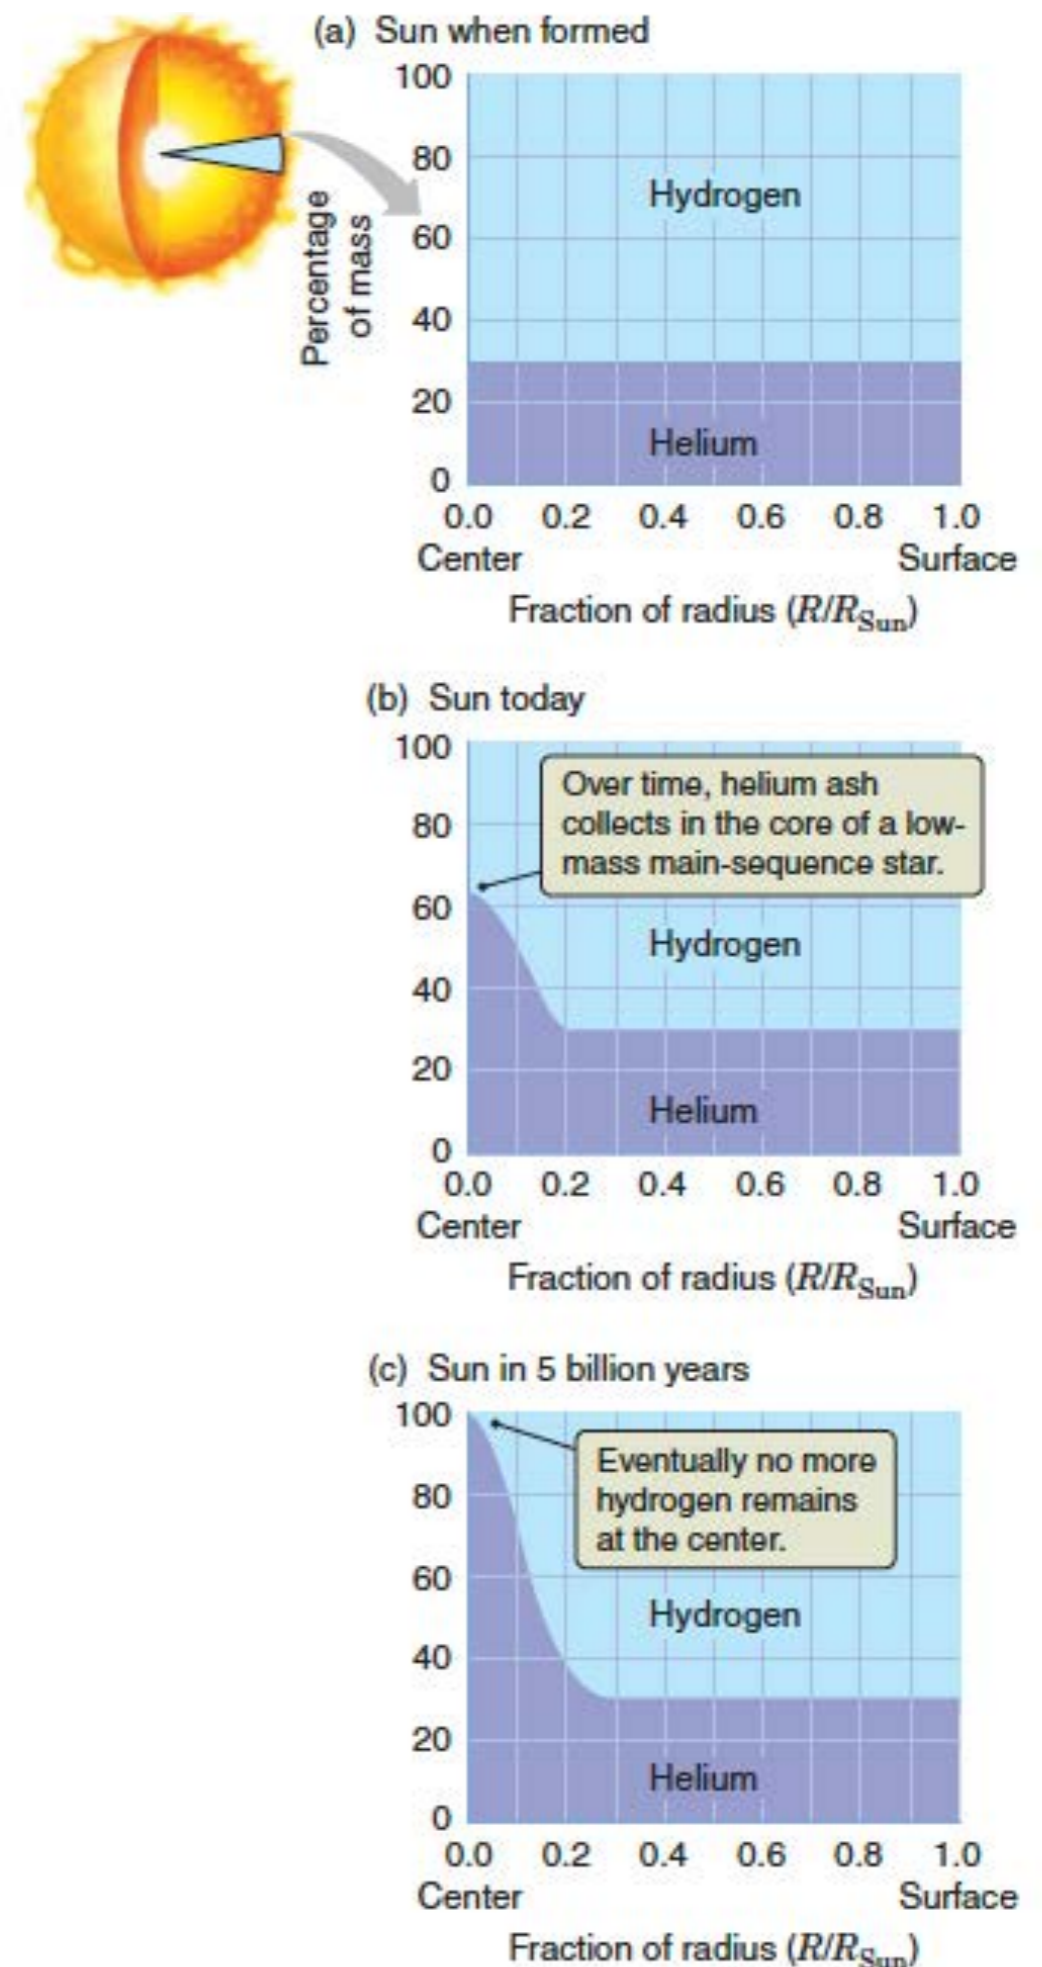 (a) Sun when formed
Percentage
of mass
100
80
60
40
20
0
Hydrogen
Helium
0.0 0.2 0.4 0.6 0.8 1.0
Center Surface
Fraction of radius (R/RSun)
(b) Sun today
100
80
60
40
20
0
Over time, helium ash
collects in the core of a low-
mass main-sequence star.
Hydrogen
Helium
0.0 0.2 0.4 0.6 0.8 1.0
Center Surface
Fraction of radius (R/RSun)
(c) Sun in 5 billion years
100
80
60
40
20
0
Eventually no more
hydrogen remains
at the center.
Hydrogen
Helium
0.0 0.2 0.4 0.6 0.8 1.0
Center Surface
Fraction of radius (R/RSun)